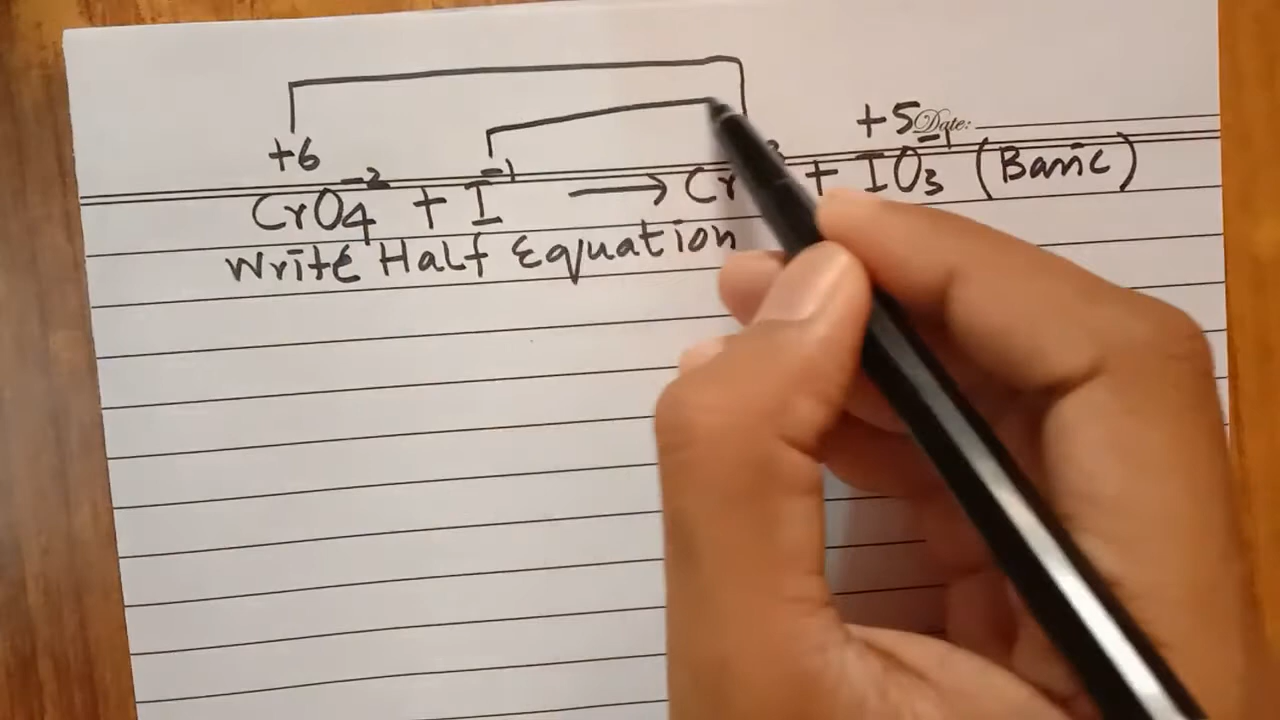 +6 +5 Date:
CrO4 -2 + I -1 → Cr + IO3 -1 (Basic)
Write Half Equation